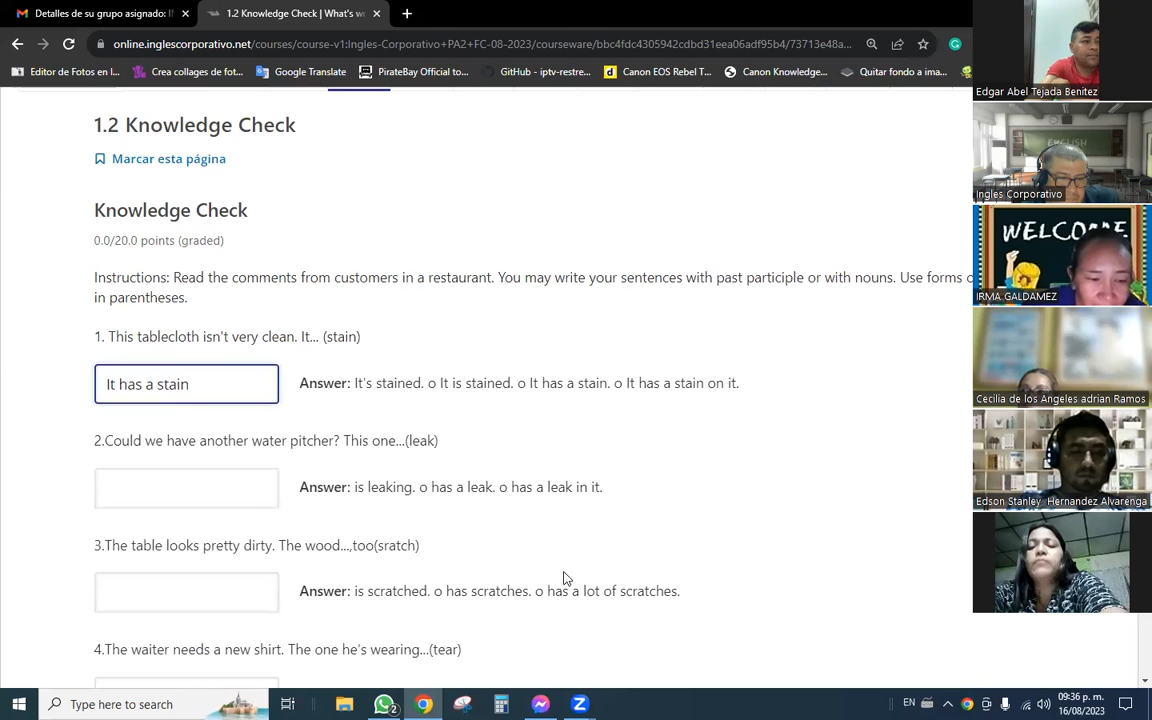 Detalles de su grupo asignado: I
1.2 Knowledge Check | What's w
online.inglescorporativo.net/courses/course-v1:Ingles-Corporativo+PA2+FC-08-2023/courseware/bbc4fdc4305942cdbd31eea06adf95b4/73713e48a...
Editor de Fotos en l...
Crea collages de fot...
Google Translate
PirateBay Official to...
GitHub - iptv-restre...
Canon EOS Rebel T...
Canon Knowledge...
Quitar fondo a ima...
1.2 Knowledge Check
Marcar esta página
Knowledge Check
0.0/20.0 points (graded)
Instructions: Read the comments from customers in a restaurant. You may write your sentences with past participle or with nouns. Use forms o
in parentheses.
1. This tablecloth isn't very clean. It... (stain)
It has a stain
Answer: It's stained. o It is stained. o It has a stain. o It has a stain on it.
2.Could we have another water pitcher? This one...(leak)
Answer: is leaking. o has a leak. o has a leak in it.
3.The table looks pretty dirty. The wood...,too(sratch)
Answer: is scratched. o has scratches. o has a lot of scratches.
4.The waiter needs a new shirt. The one he's wearing...(tear)
Edgar Abel Tejada Benitez
ENGLISH
Ingles Corporativo
WELCOME
IRMA.GALDAMEZ
Cecilia de los Angeles adrian Ramos
Edson Stanley Hernandez Alvarenga
Type here to search
2
EN
09:36 p. m.
16/08/2023